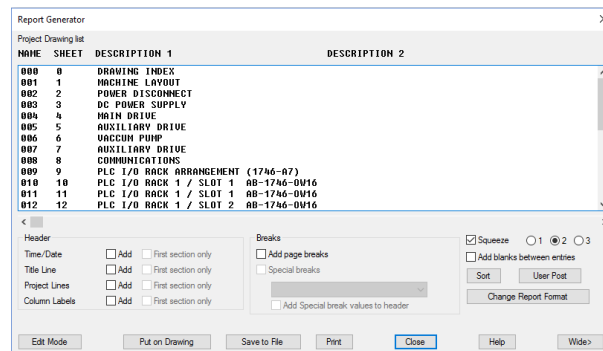 Report Generator
Project Drawing list
NAME SHEET DESCRIPTION 1 DESCRIPTION 2
000 0 DRAWING INDEX
001 1 MACHINE LAYOUT
002 2 POWER DISCONNECT
003 3 DC POWER SUPPLY
004 4 MAIN DRIVE
005 5 AUXILIARY DRIVE
006 6 VACCUM PUMP
007 7 AUXILIARY DRIVE
008 8 COMMUNICATIONS
009 9 PLC I/O RACK ARRANGEMENT (1746-A7)
010 10 PLC I/O RACK 1 / SLOT 1 AB-1746-OW16
011 11 PLC I/O RACK 1 / SLOT 1 AB-1746-OW16
012 12 PLC I/O RACK 1 / SLOT 2 AB-1746-OW16
Header
Time/Date Add First section only
Title Line Add First section only
Project Lines Add First section only
Column Labels Add First section only
Breaks
Add page breaks
Special breaks
Add Special break values to header
Squeeze 1 2 3
Add blanks between entries
Sort User Post
Change Report Format
Edit Mode Put on Drawing Save to File Print Close Help Wide>